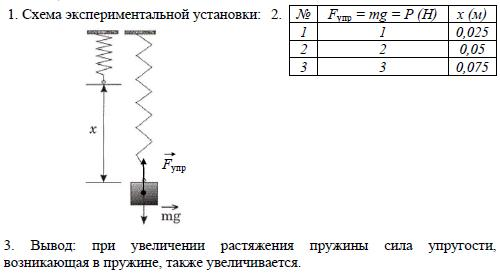 1. Схема экспериментальной установки: 2.
№ Fупр = mg = P (Н) x (м)
1 1 0,025
2 2 0,05
3 3 0,075
x
Fупр
mg
3. Вывод: при увеличении растяжения пружины сила упругости,
возникающая в пружине, также увеличивается.